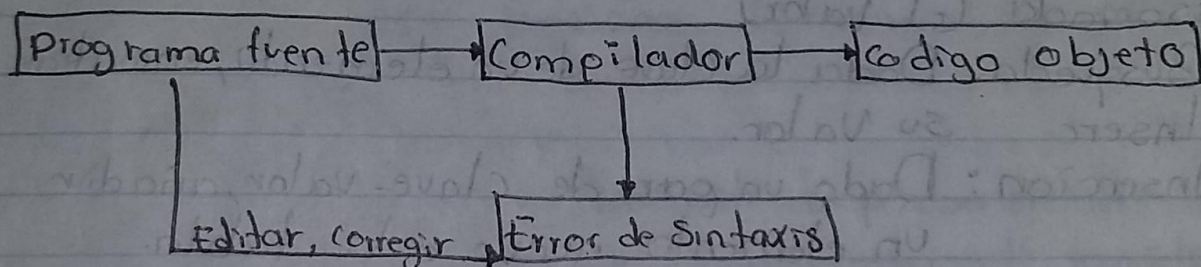 Programa fuente Compilador codigo objeto
Editar, corregir Error de Sintaxis